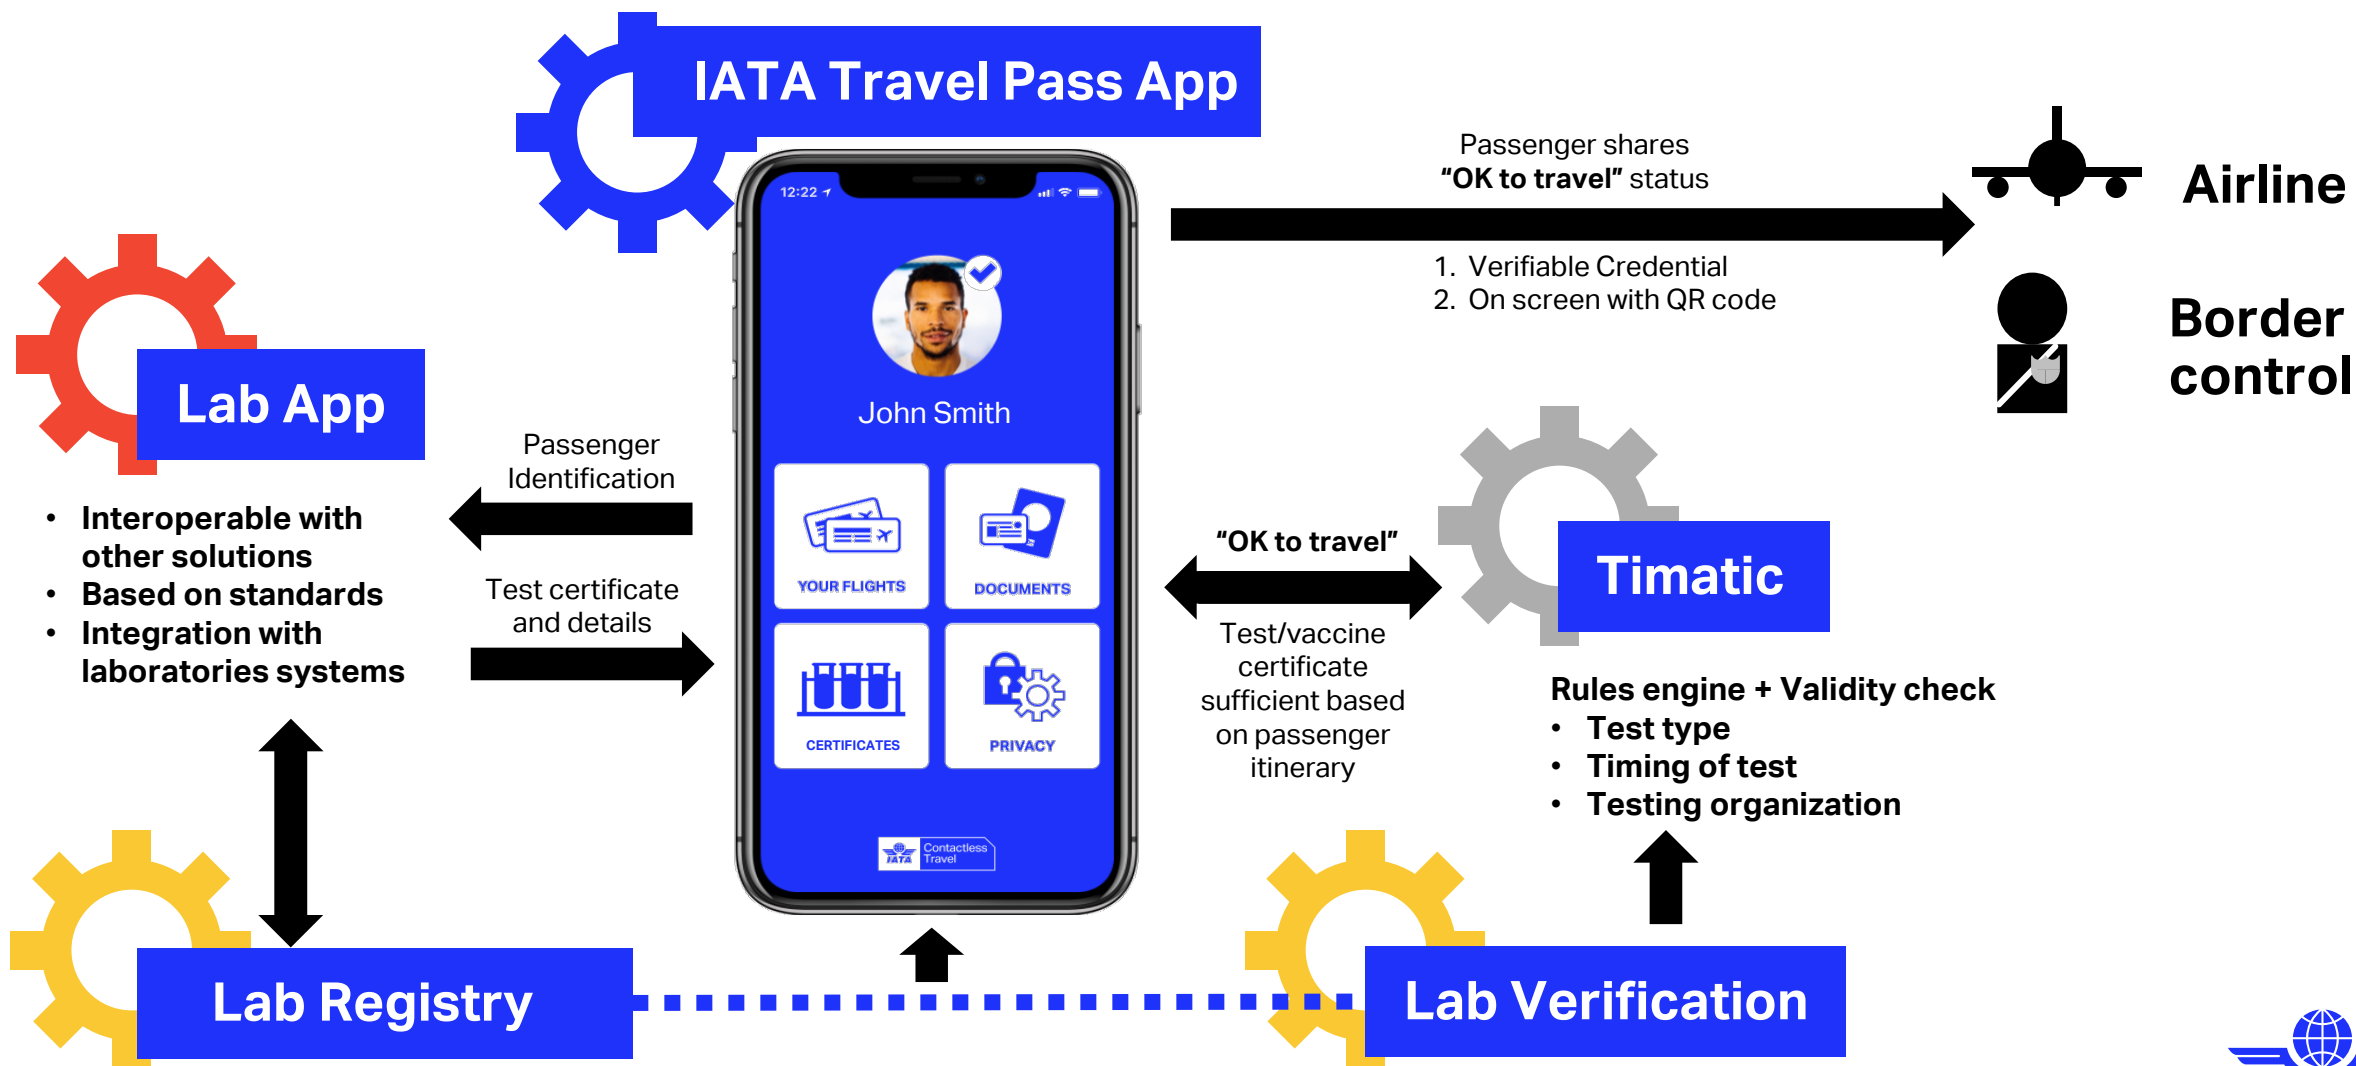 IATA Travel Pass App
Passenger shares
“OK to travel” status
1. Verifiable Credential
2. On screen with QR code
Airline
Border
control
12:22
John Smith
YOUR FLIGHTS
DOCUMENTS
CERTIFICATES
PRIVACY
IATA
Contactless
Travel
Lab App
• Interoperable with
other solutions
• Based on standards
• Integration with
laboratories systems
Passenger
Identification
Test certificate
and details
“OK to travel”
Test/vaccine
certificate
sufficient based
on passenger
itinerary
Timatic
Rules engine + Validity check
• Test type
• Timing of test
• Testing organization
Lab Registry
Lab Verification